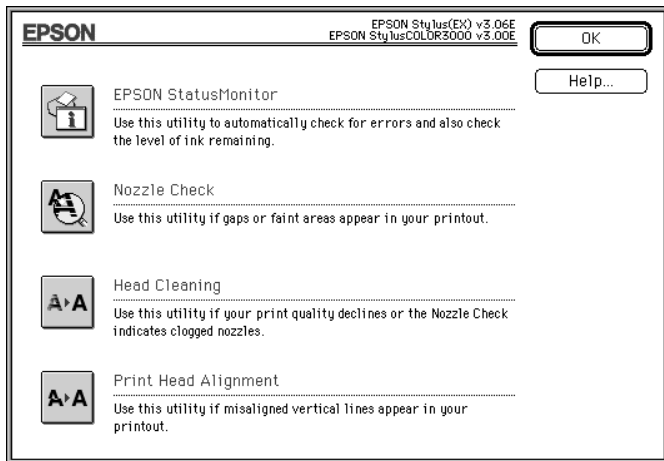 EPSON
EPSON Stylus(EX) v3.06E
EPSON StylusCOLOR3000 v3.00E
OK
Help...
EPSON StatusMonitor
Use this utility to automatically check for errors and also check
the level of ink remaining.
Nozzle Check
Use this utility if gaps or faint areas appear in your printout.
Head Cleaning
Use this utility if your print quality declines or the Nozzle Check
indicates clogged nozzles.
A A
Print Head Alignment
Use this utility if misaligned vertical lines appear in your
printout.
A A